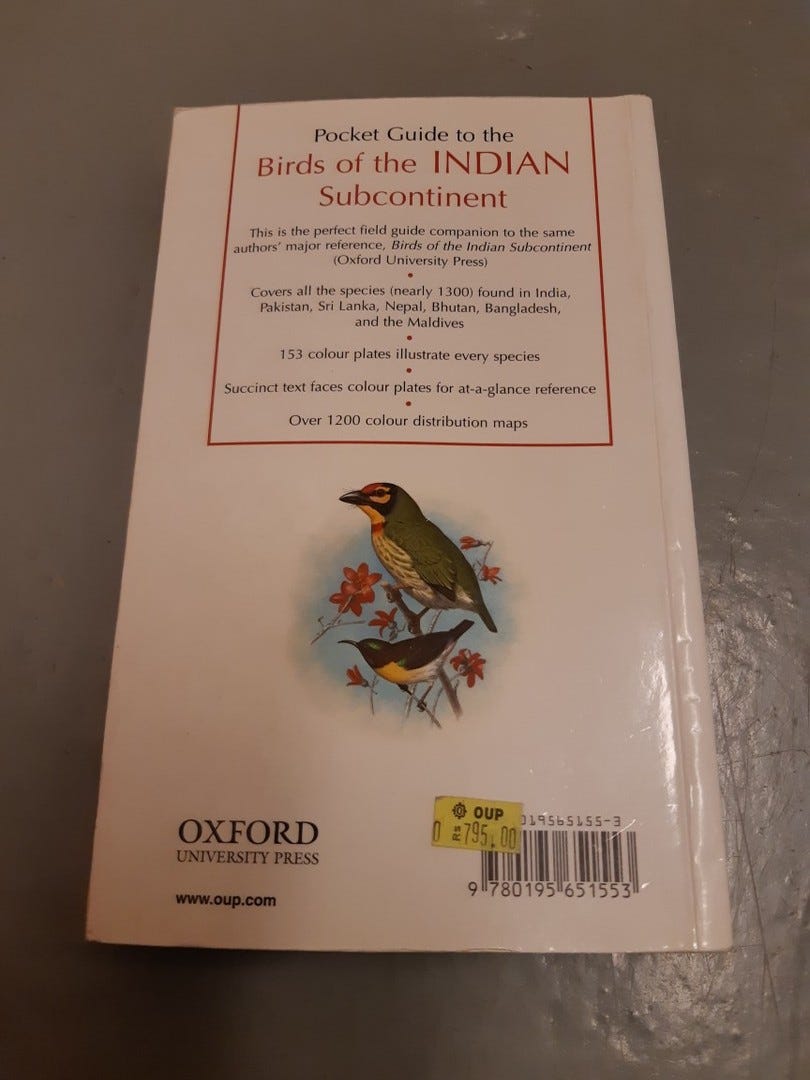 Pocket Guide to the
Birds of the INDIAN
Subcontinent
This is the perfect field guide companion to the same
authors' major reference, Birds of the Indian Subcontinent
(Oxford University Press)
•
Covers all the species (nearly 1300) found in India,
Pakistan, Sri Lanka, Nepal, Bhutan, Bangladesh,
and the Maldives
•
153 colour plates illustrate every species
•
Succinct text faces colour plates for at-a-glance reference
•
Over 1200 colour distribution maps
OXFORD
UNIVERSITY PRESS
www.oup.com
OUP
0 Rs 795.00
019565155-3
9 780195 651553